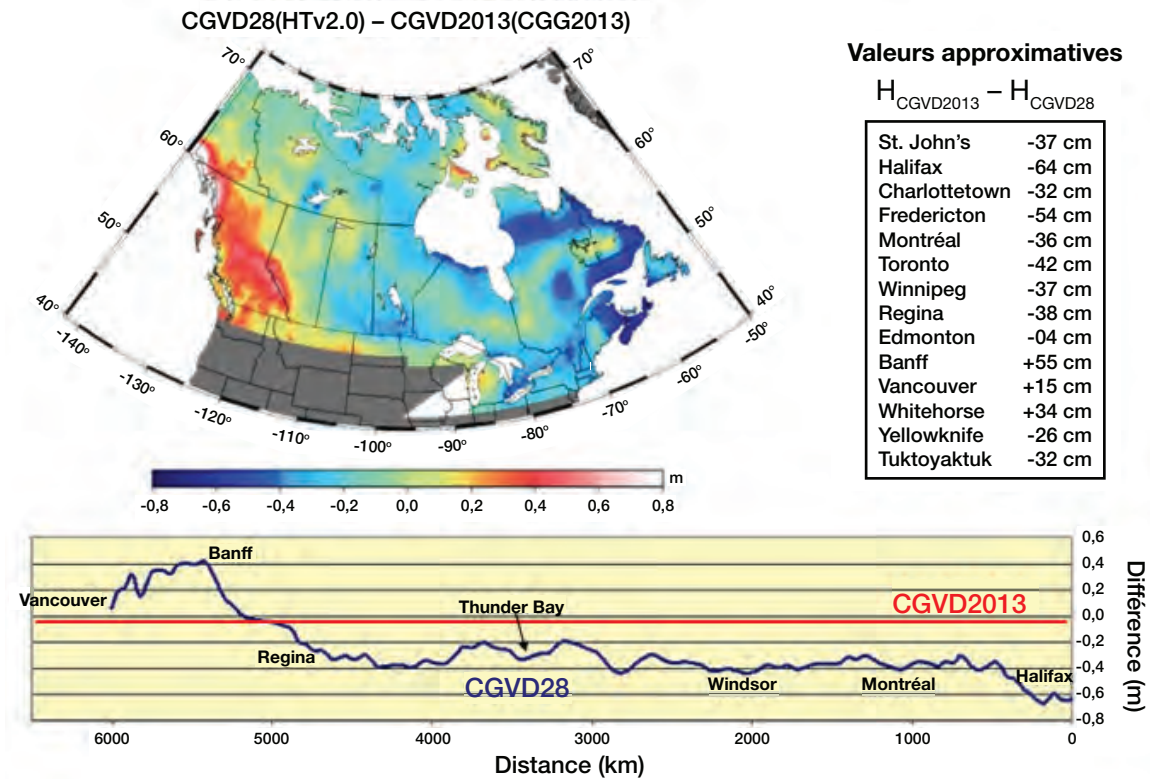 CGVD28(HTv2.0) – CGVD2013(CGG2013)
70°
70°
60°
60°
50°
50°
40°
40°
-140°
-130°
-120°
-110°
-100°
-90°
-80°
-70°
-60°
-50°
m
-0,8 -0,6 -0,4 -0,2 0,0 0,2 0,4 0,6 0,8
Valeurs approximatives
H CGVD2013 – H CGVD28
St. John's -37 cm
Halifax -64 cm
Charlottetown -32 cm
Fredericton -54 cm
Montréal -36 cm
Toronto -42 cm
Winnipeg -37 cm
Regina -38 cm
Edmonton -04 cm
Banff +55 cm
Vancouver +15 cm
Whitehorse +34 cm
Yellowknife -26 cm
Tuktoyaktuk -32 cm
0,6
0,4
0,2
0,0
-0,2
-0,4
-0,6
-0,8
Différence (m)
Vancouver
Banff
Regina
Thunder Bay
CGVD28
CGVD2013
Windsor
Montréal
Halifax
6000 5000 4000 3000 2000 1000 0
Distance (km)